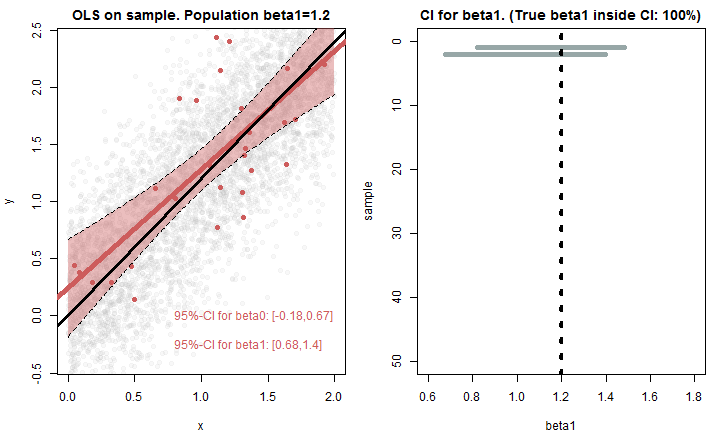 OLS on sample. Population beta1=1.2
y
2.5
2.0
1.5
1.0
0.5
0.0
-0.5
95%-CI for beta0: [-0.18,0.67]
95%-CI for beta1: [0.68,1.4]
0.0 0.5 1.0 1.5 2.0
x
CI for beta1. (True beta1 inside CI: 100%)
sample
0
10
20
30
40
50
0.6 0.8 1.0 1.2 1.4 1.6 1.8
beta1